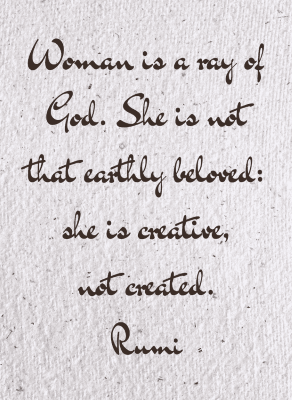 Woman is a ray of
God. She is not
that earthly beloved:
she is creative,
not created.
Rumi